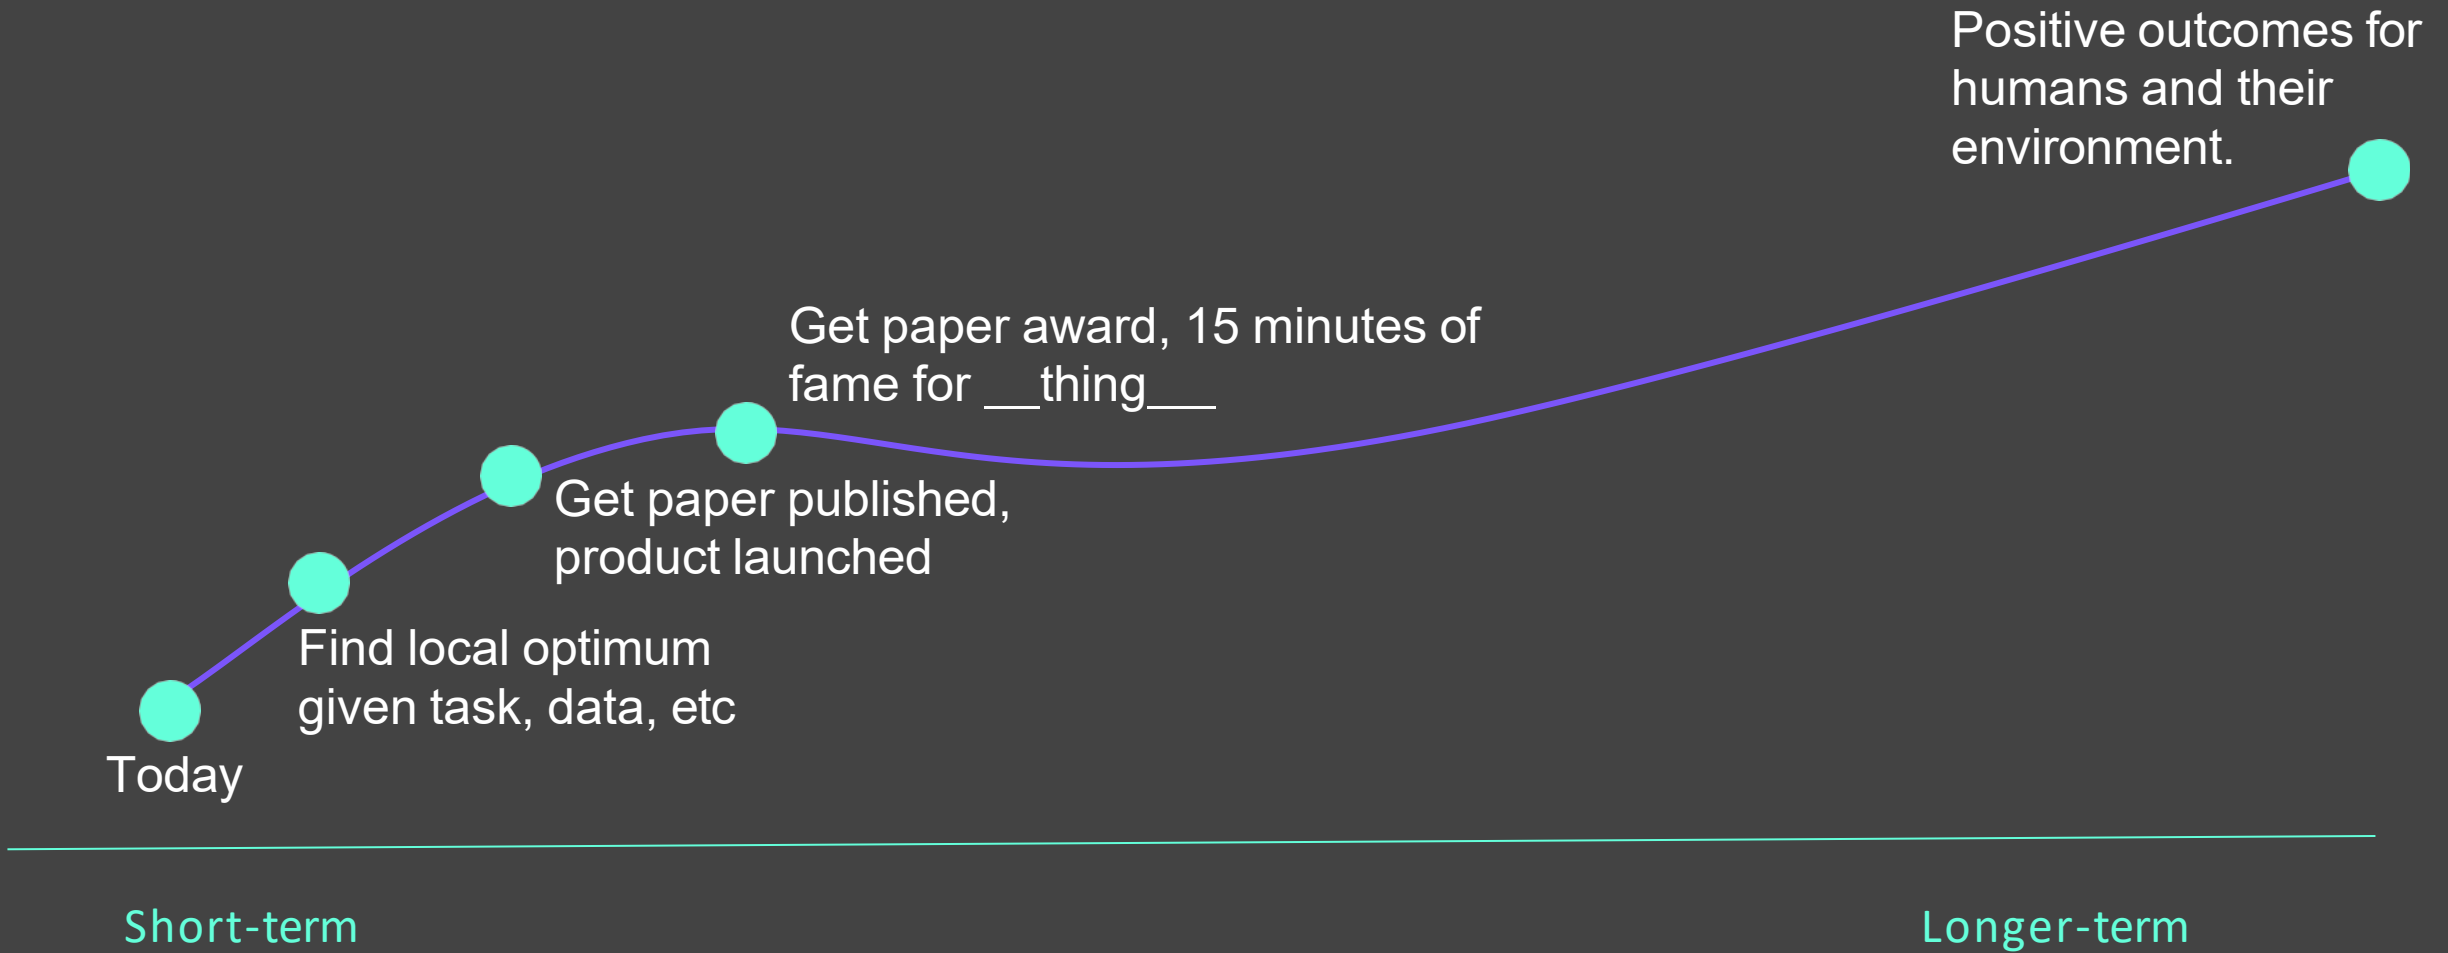 Positive outcomes for
humans and their
environment.
Get paper award, 15 minutes of
fame for __thing___
Get paper published,
product launched
Find local optimum
given task, data, etc
Today
Short-term
Longer-term